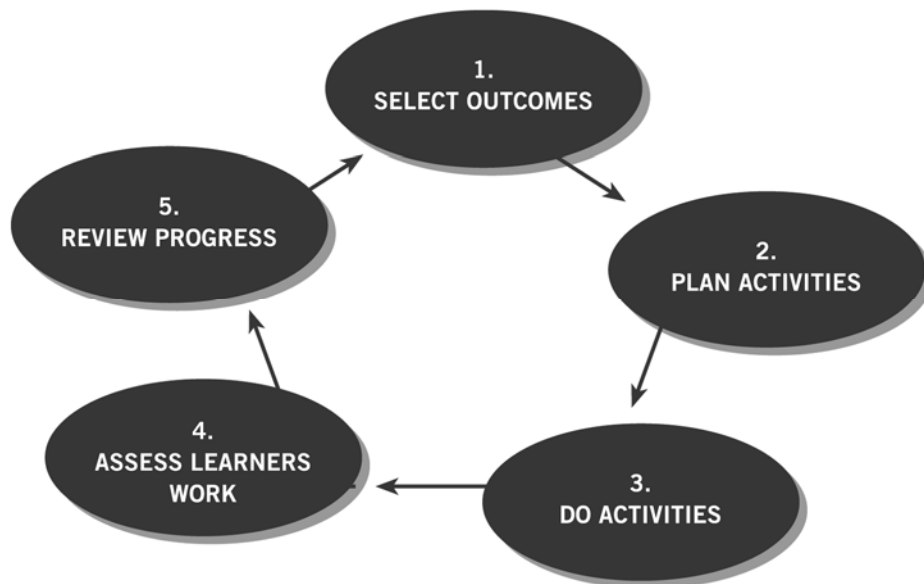 1.
SELECT OUTCOMES
2.
PLAN ACTIVITIES
3.
DO ACTIVITIES
4.
ASSESS LEARNERS
WORK
5.
REVIEW PROGRESS